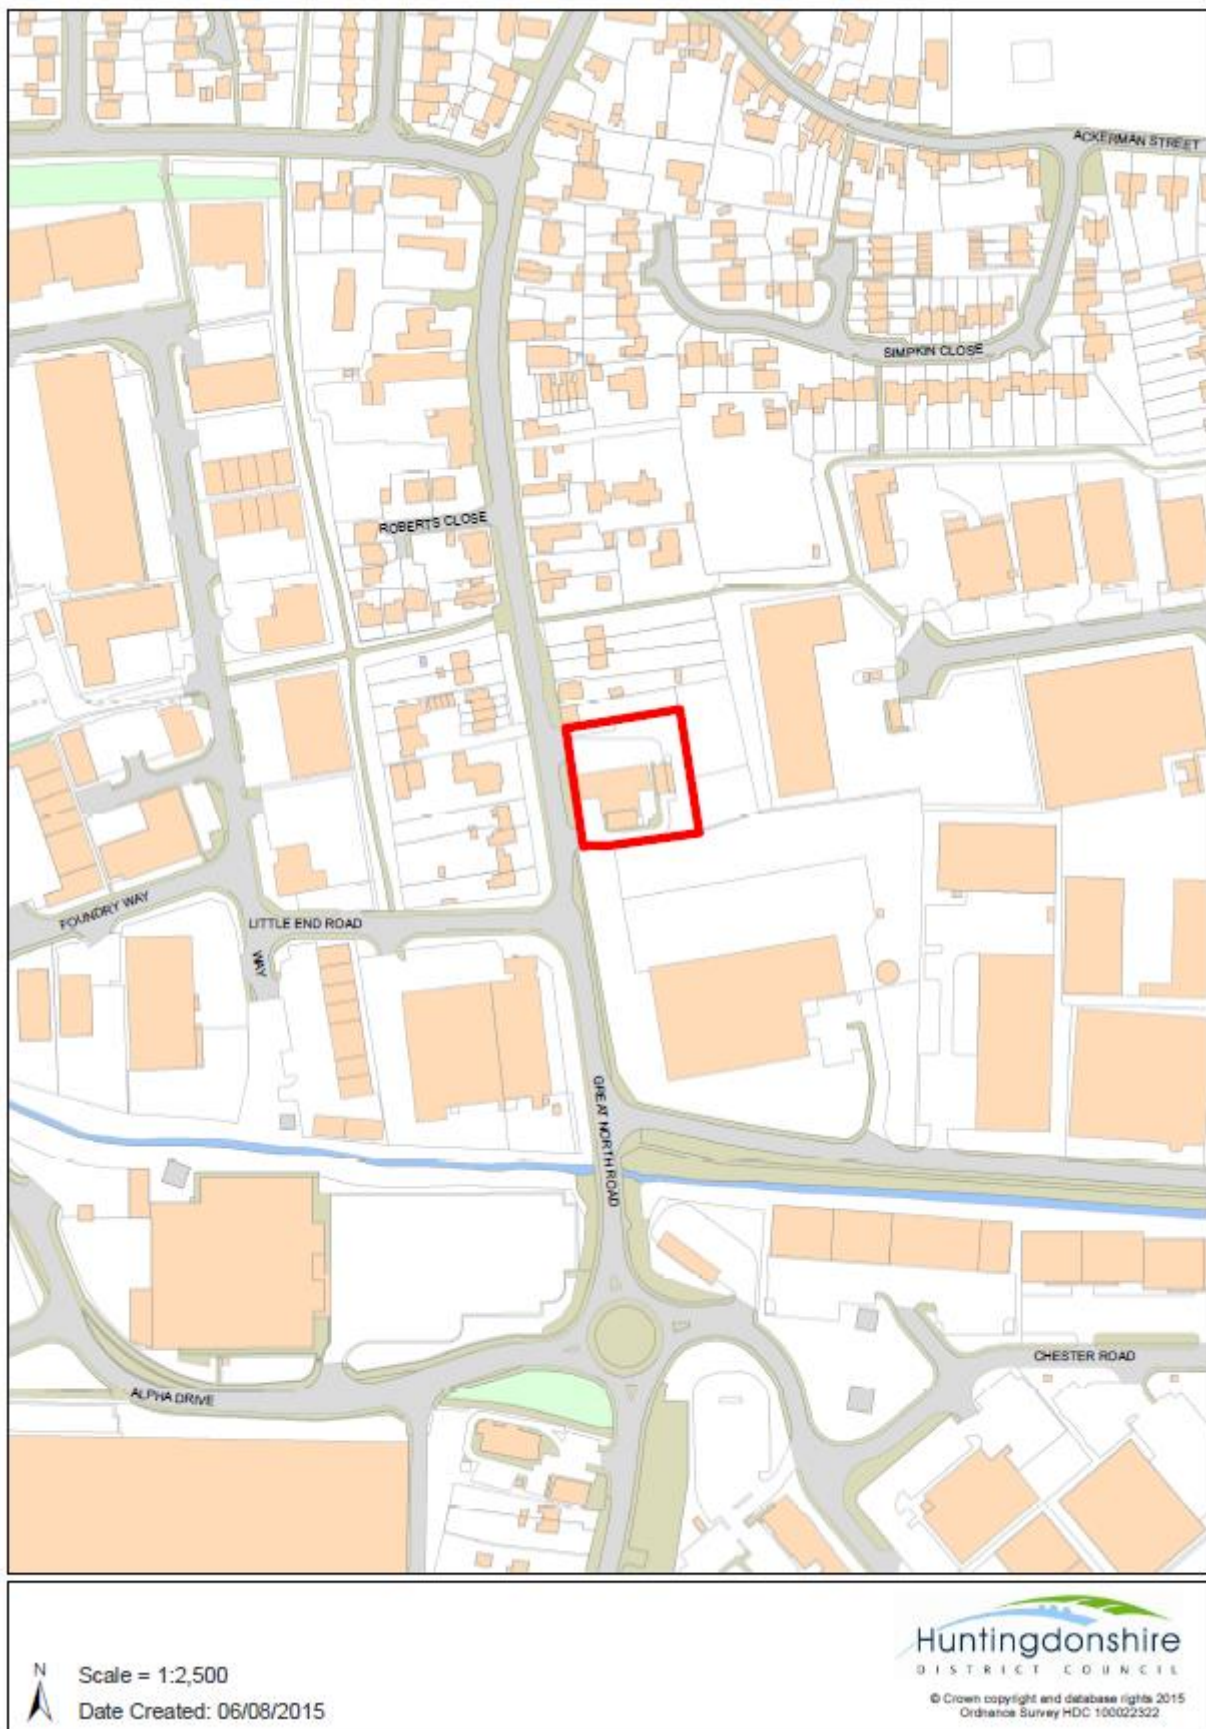 ACKERMAN STREET
SIMPKIN CLOSE
ROBERTS CLOSE
FOUNDRY WAY
LITTLE END ROAD
WAY
GREAT NORTH ROAD
CHESTER ROAD
ALPHA DRIVE
N
Scale = 1:2,500
Date Created: 06/08/2015
Huntingdonshire
DISTRICT COUNCIL
© Crown copyright and database rights 2015
Ordnance Survey HDC 100022322